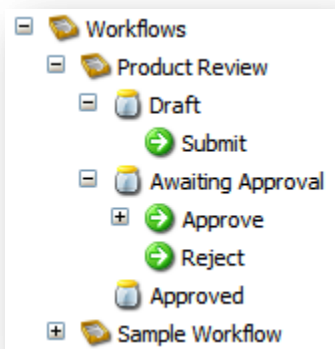 Workflows
Product Review
Draft
Submit
Awaiting Approval
Approve
Reject
Approved
Sample Workflow